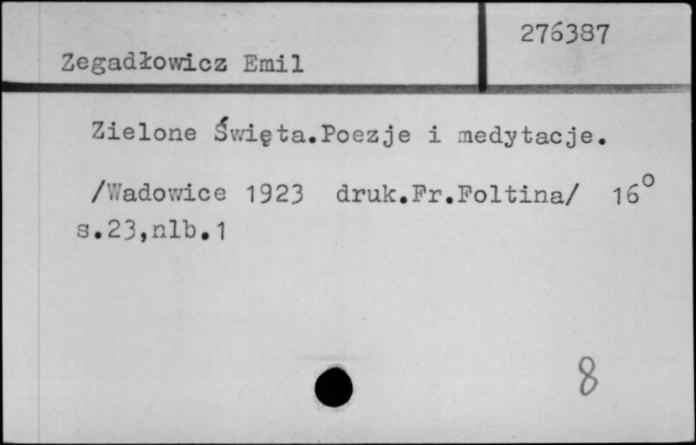 276387
Zegadłowicz Emil
Zielone Święta.Poezje i medytacje.
/Wadowice 1923 druk.Fr.Foltina/ 16°
s.23,nlb.1
8